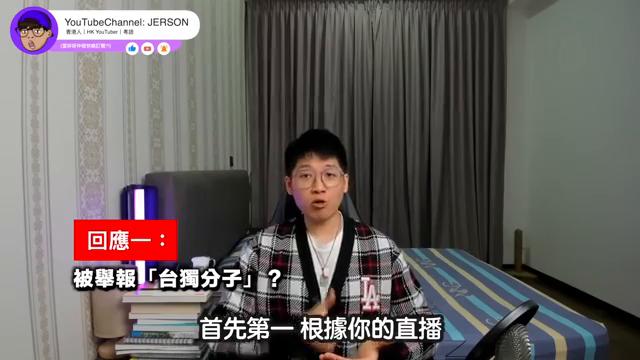 YouTubeChannel: JERSON
香港人｜HK YouTuber｜粵語
回應一：
被舉報「台獨分子」？
LA
首先第一 根據你的直播